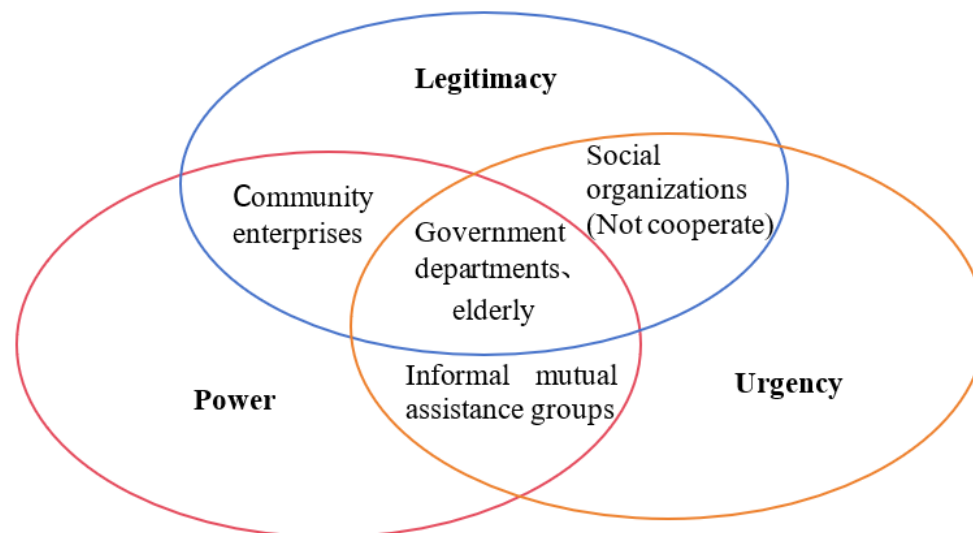 Legitimacy
Social
organizations
(Not cooperate)
Community
enterprises
Government
departments、
elderly
Informal mutual
assistance groups
Power
Urgency